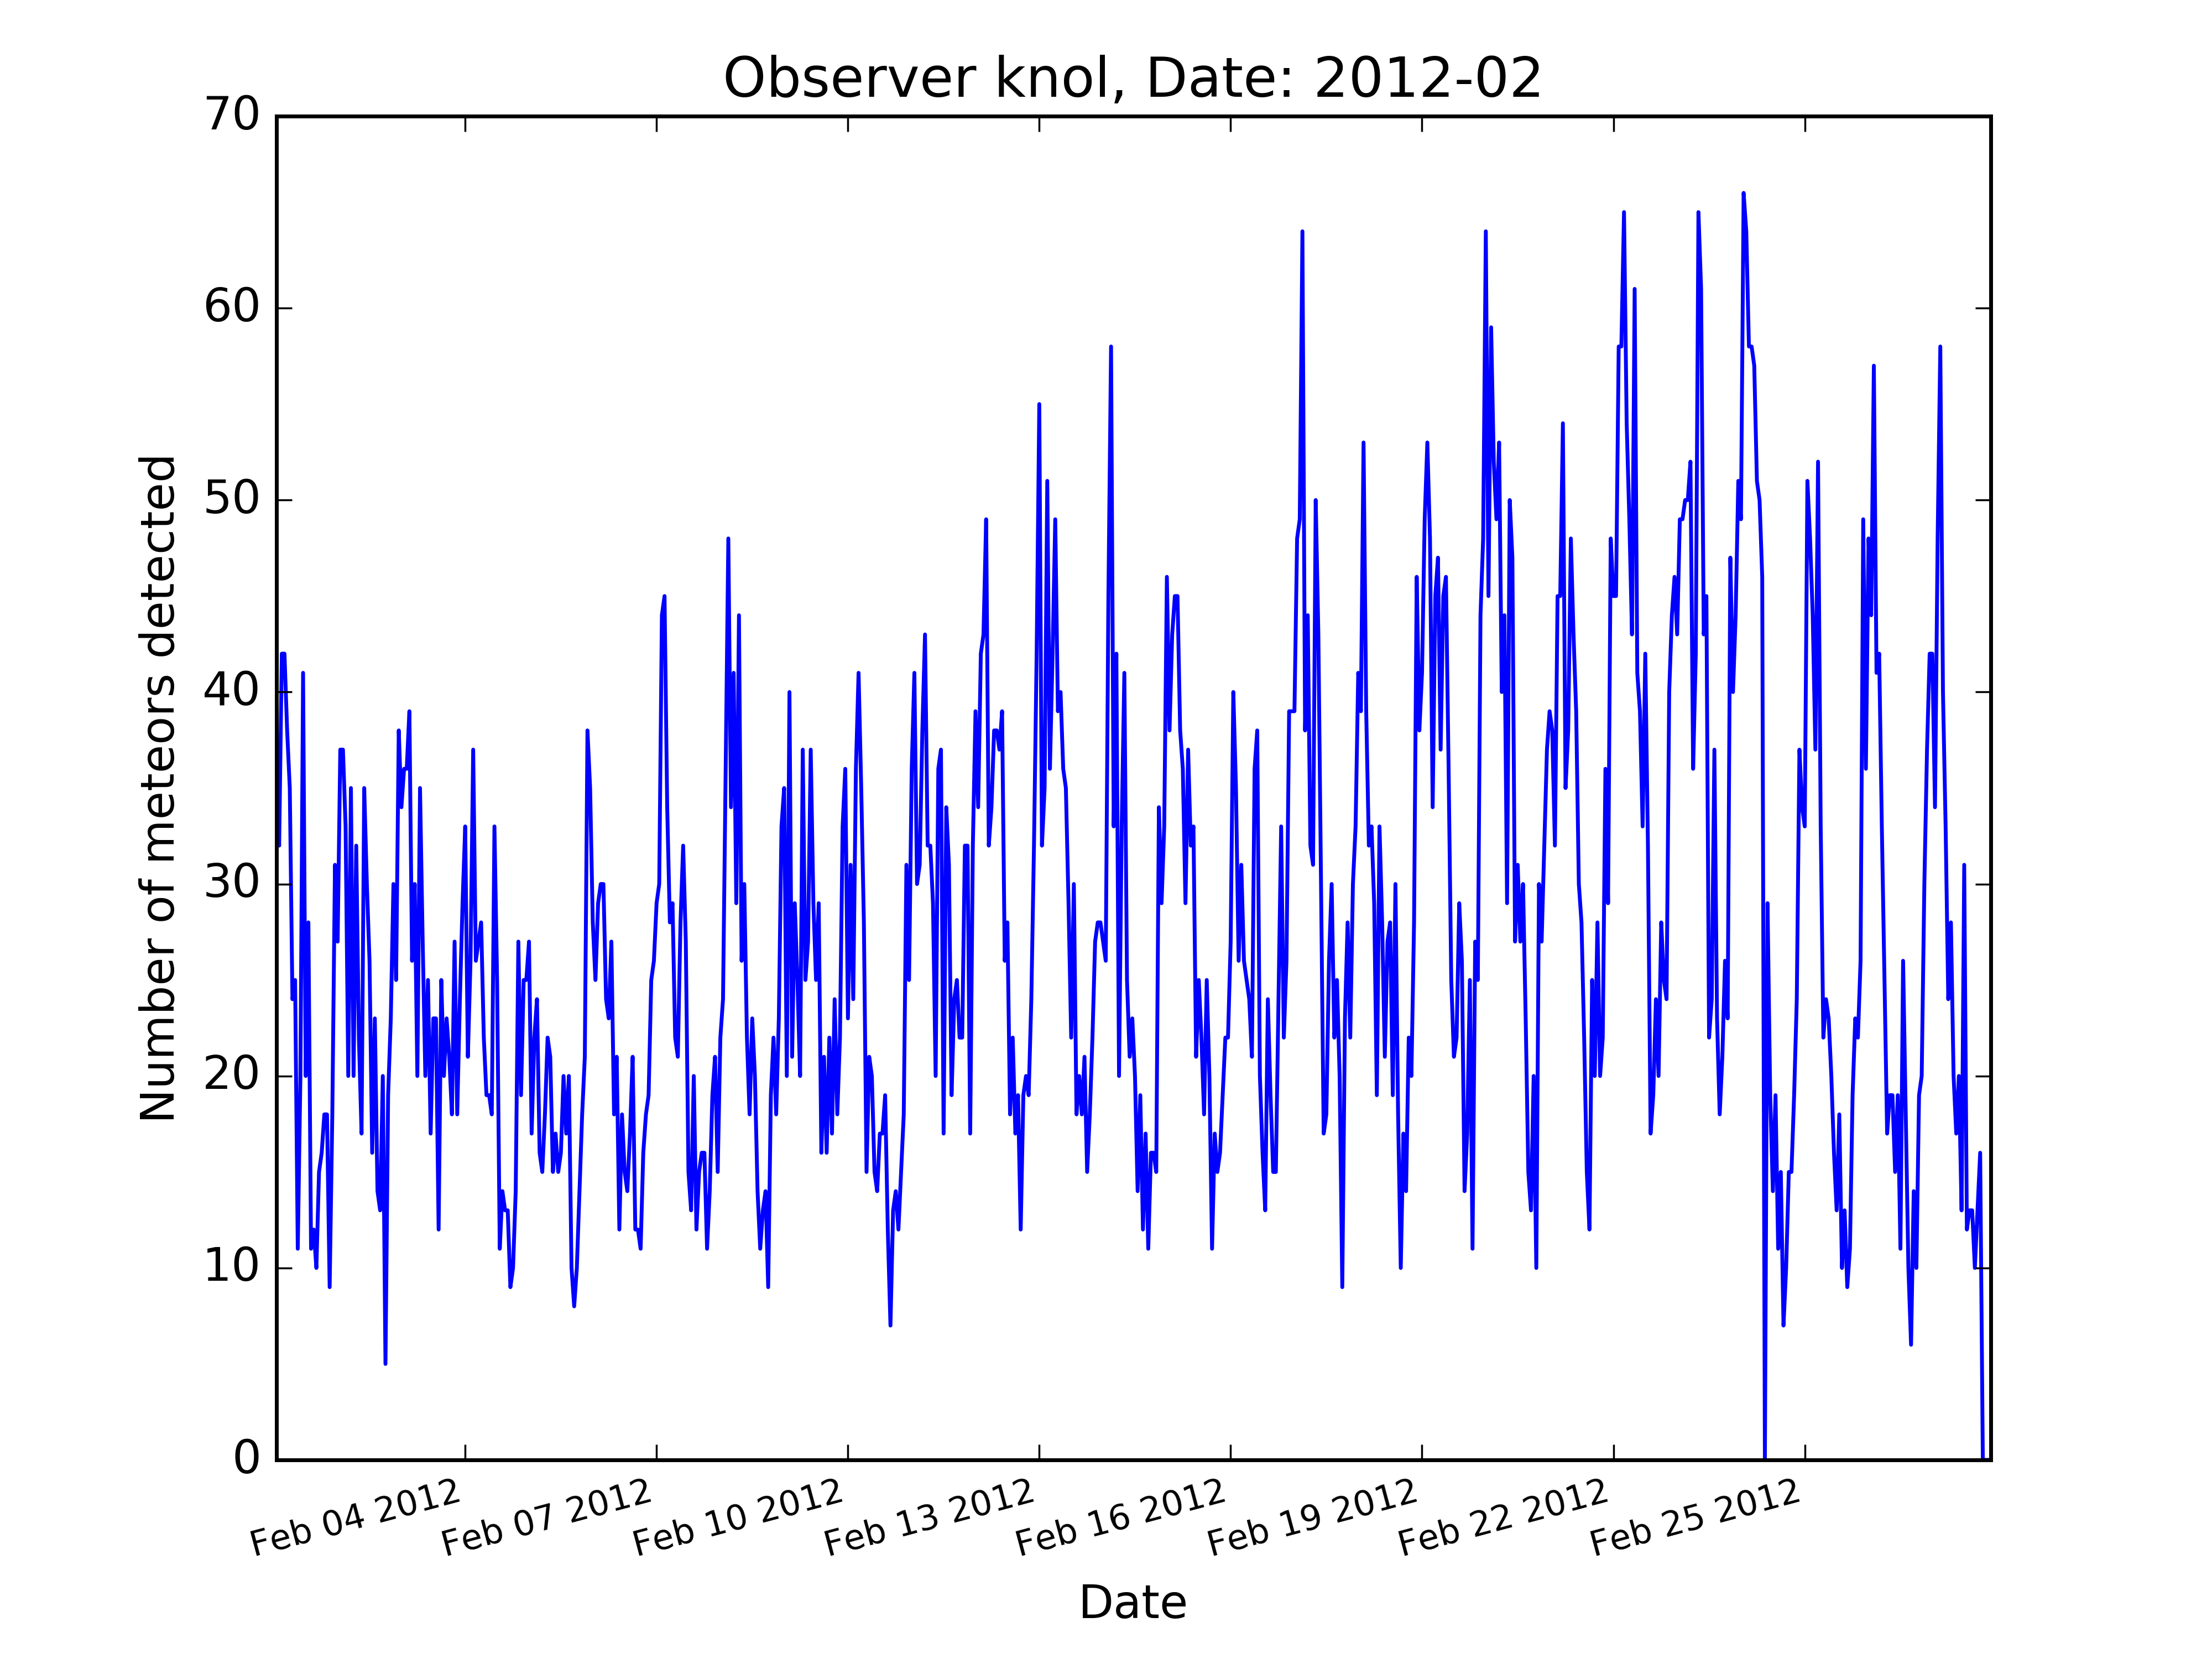 Observer knol, Date: 2012-02
70
60
50
40
30
20
10
0
Number of meteors detected
Feb 04 2012
Feb 07 2012
Feb 10 2012
Feb 13 2012
Feb 16 2012
Feb 19 2012
Feb 22 2012
Feb 25 2012
Date